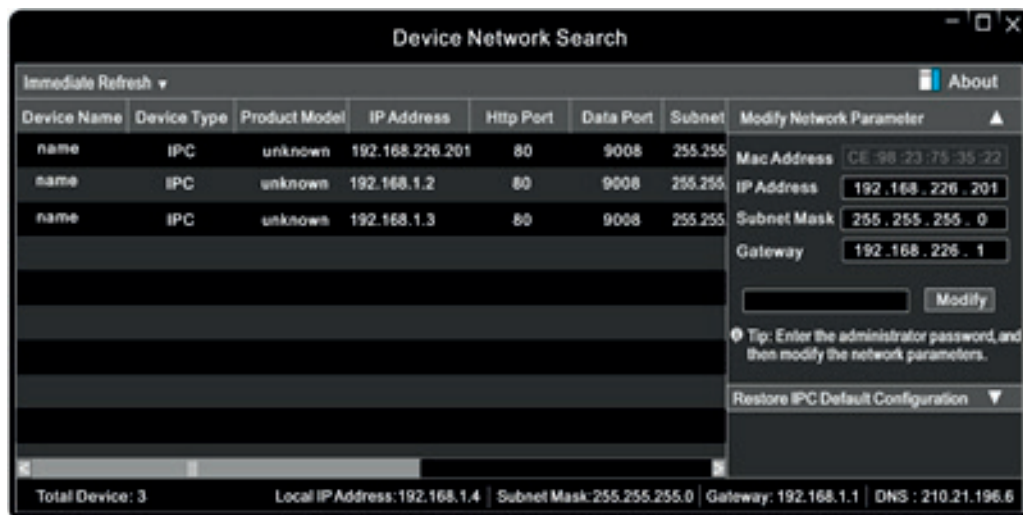 Device Network Search
Immediate Refresh About
Device Name Device Type Product Model IP Address Http Port Data Port Subnet Modify Network Parameter
name IPC unknown 192.168.226.201 80 9008 255.255
Mac Address CE :98 :23 :75 :35 :22
name IPC unknown 192.168.1.2 80 9008 255.255.
IP Address 192 .168 . 226 . 201
name IPC unknown 192.168.1.3 80 9008 255.255.
Subnet Mask 255 . 255 . 255 . 0
Gateway 192 .168 . 226 . 1
Modify
Tip: Enter the administrator password, and
then modify the network parameters.
Restore IPC Default Configuration
Total Device: 3 Local IP Address:192.168.1.4 Subnet Mask:255.255.255.0 Gateway: 192.168.1.1 DNS : 210.21.196.6